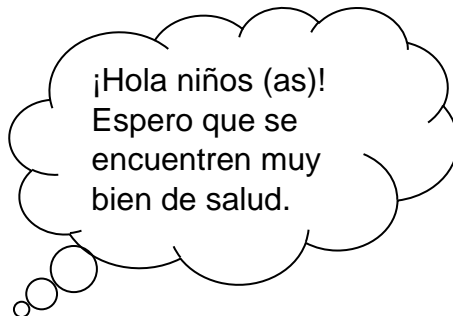 ¡Hola niños (as)!
Espero que se
encuentren muy
bien de salud.